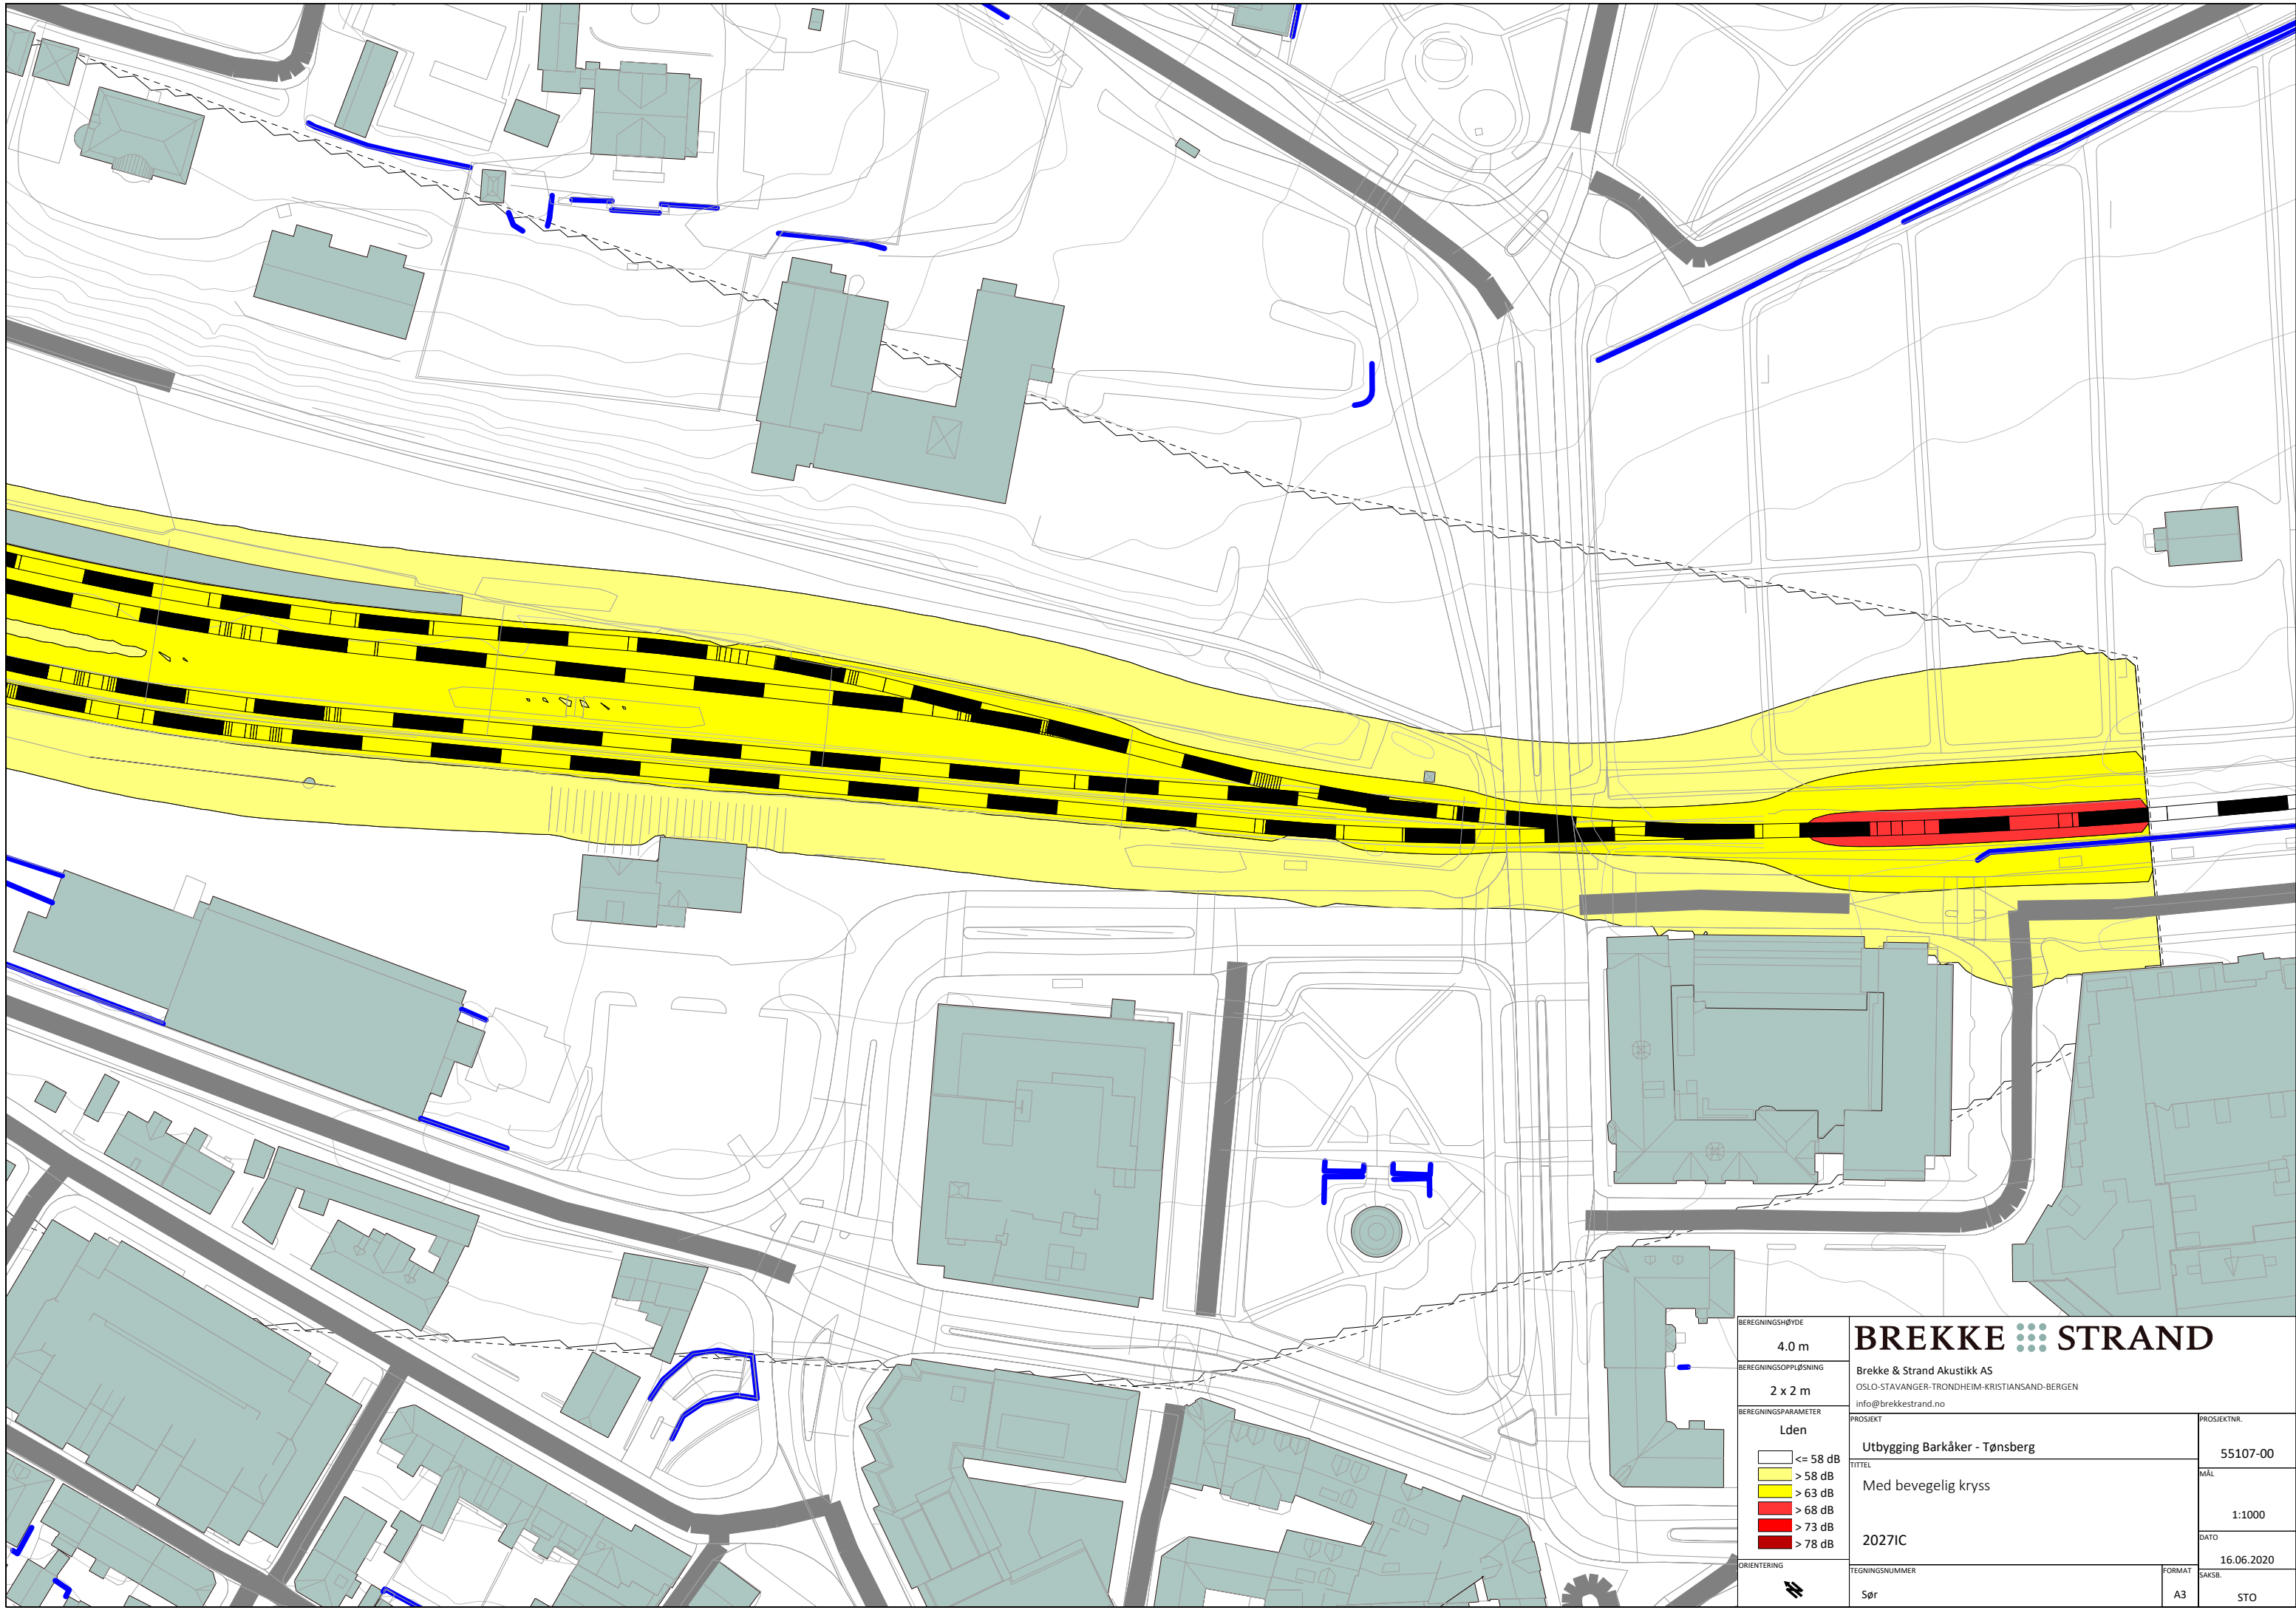 BEREGNINGSHØYDE
4.0 m
BEREGNINGSOPPLØSNING
2 x 2 m
BEREGNINGSPARAMETER
Lden
<= 58 dB
> 58 dB
> 63 dB
> 68 dB
> 73 dB
> 78 dB
ORIENTERING
BREKKE STRAND
Brekke & Strand Akustikk AS
OSLO-STAVANGER-TRONDHEIM-KRISTIANSAND-BERGEN
info@brekkestrand.no
PROSJEKT
Utbygging Barkåker - Tønsberg
PROSJEKTNR.
55107-00
TITTEL
Med bevegelig kryss
2027IC
MÅL
1:1000
DATO
16.06.2020
TEGNINGSNUMMER
Sør
FORMAT
A3
SAKSB.
STO